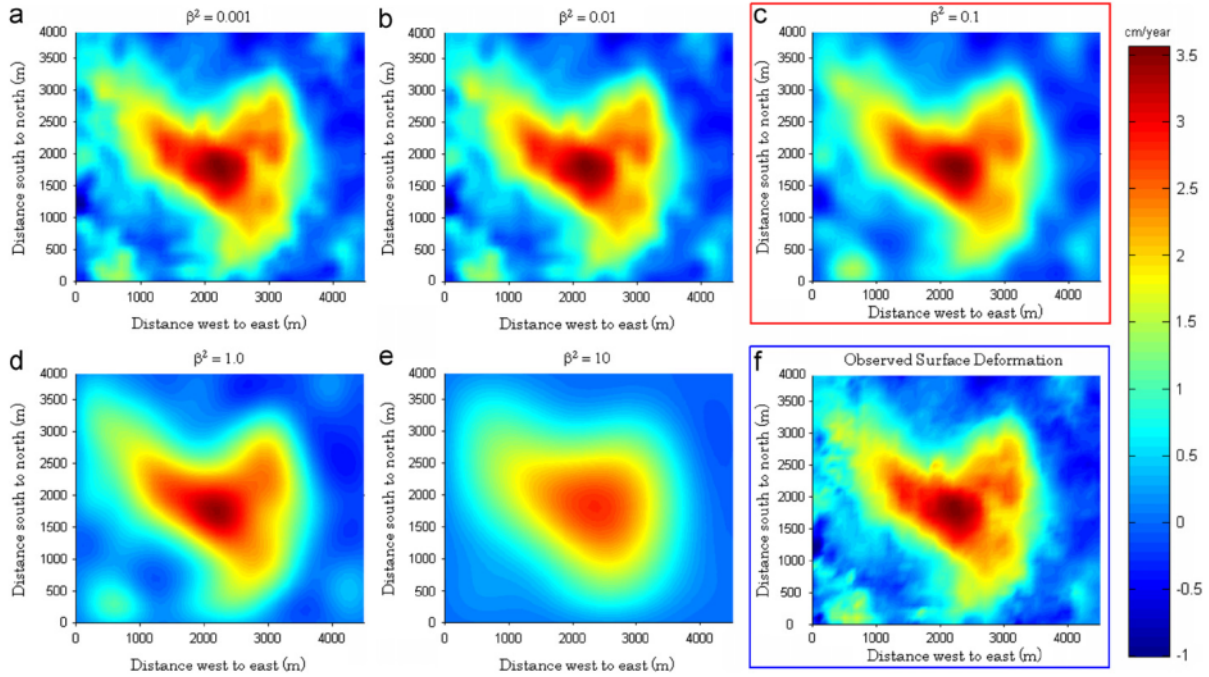 a
β² = 0.001
b
β² = 0.01
c
β² = 0.1
cm/year
Distance south to north (m)
4000
3500
3000
2500
2000
1500
1000
500
0
0 1000 2000 3000 4000
Distance west to east (m)
Distance south to north (m)
4000
3500
3000
2500
2000
1500
1000
500
0
0 1000 2000 3000 4000
Distance west to east (m)
Distance south to north (m)
4000
3500
3000
2500
2000
1500
1000
500
0
0 1000 2000 3000 4000
Distance west to east (m)
d
β² = 1.0
e
β² = 10
f
Observed Surface Deformation
Distance south to north (m)
4000
3500
3000
2500
2000
1500
1000
500
0
0 1000 2000 3000 4000
Distance west to east (m)
Distance south to north (m)
4000
3500
3000
2500
2000
1500
1000
500
0
0 1000 2000 3000 4000
Distance west to east (m)
Distance south to north (m)
4000
3500
3000
2500
2000
1500
1000
500
0
0 1000 2000 3000 4000
Distance west to east (m)
3.5
3
2.5
2
1.5
1
0.5
0
-0.5
-1